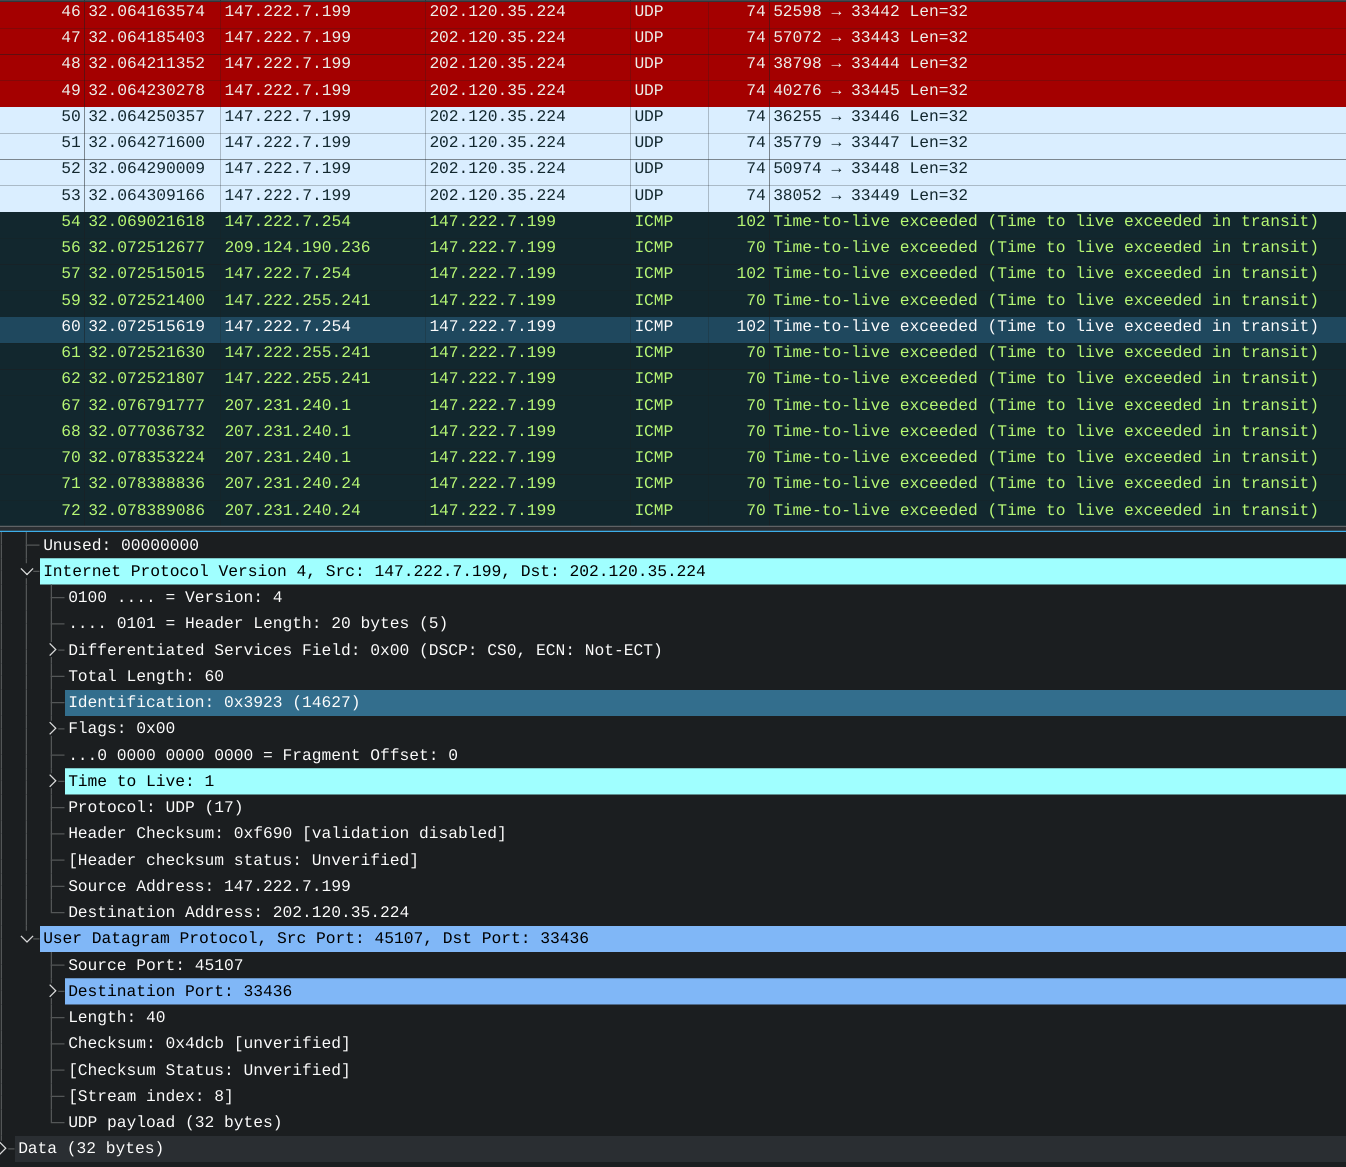 46 32.064163574 147.222.7.199 202.120.35.224 UDP 74 52598 → 33442 Len=32
47 32.064185403 147.222.7.199 202.120.35.224 UDP 74 57072 → 33443 Len=32
48 32.064211352 147.222.7.199 202.120.35.224 UDP 74 38798 → 33444 Len=32
49 32.064230278 147.222.7.199 202.120.35.224 UDP 74 40276 → 33445 Len=32
50 32.064250357 147.222.7.199 202.120.35.224 UDP 74 36255 → 33446 Len=32
51 32.064271600 147.222.7.199 202.120.35.224 UDP 74 35779 → 33447 Len=32
52 32.064290009 147.222.7.199 202.120.35.224 UDP 74 50974 → 33448 Len=32
53 32.064309166 147.222.7.199 202.120.35.224 UDP 74 38052 → 33449 Len=32
54 32.069021618 147.222.7.254 147.222.7.199 ICMP 102 Time-to-live exceeded (Time to live exceeded in transit)
56 32.072512677 209.124.190.236 147.222.7.199 ICMP 70 Time-to-live exceeded (Time to live exceeded in transit)
57 32.072515015 147.222.7.254 147.222.7.199 ICMP 102 Time-to-live exceeded (Time to live exceeded in transit)
59 32.072521400 147.222.255.241 147.222.7.199 ICMP 70 Time-to-live exceeded (Time to live exceeded in transit)
60 32.072515619 147.222.7.254 147.222.7.199 ICMP 102 Time-to-live exceeded (Time to live exceeded in transit)
61 32.072521630 147.222.255.241 147.222.7.199 ICMP 70 Time-to-live exceeded (Time to live exceeded in transit)
62 32.072521807 147.222.255.241 147.222.7.199 ICMP 70 Time-to-live exceeded (Time to live exceeded in transit)
67 32.076791777 207.231.240.1 147.222.7.199 ICMP 70 Time-to-live exceeded (Time to live exceeded in transit)
68 32.077036732 207.231.240.1 147.222.7.199 ICMP 70 Time-to-live exceeded (Time to live exceeded in transit)
70 32.078353224 207.231.240.1 147.222.7.199 ICMP 70 Time-to-live exceeded (Time to live exceeded in transit)
71 32.078388836 207.231.240.24 147.222.7.199 ICMP 70 Time-to-live exceeded (Time to live exceeded in transit)
72 32.078389086 207.231.240.24 147.222.7.199 ICMP 70 Time-to-live exceeded (Time to live exceeded in transit)
Unused: 00000000
Internet Protocol Version 4, Src: 147.222.7.199, Dst: 202.120.35.224
0100 .... = Version: 4
.... 0101 = Header Length: 20 bytes (5)
Differentiated Services Field: 0x00 (DSCP: CS0, ECN: Not-ECT)
Total Length: 60
Identification: 0x3923 (14627)
Flags: 0x00
...0 0000 0000 0000 = Fragment Offset: 0
Time to Live: 1
Protocol: UDP (17)
Header Checksum: 0xf690 [validation disabled]
[Header checksum status: Unverified]
Source Address: 147.222.7.199
Destination Address: 202.120.35.224
User Datagram Protocol, Src Port: 45107, Dst Port: 33436
Source Port: 45107
Destination Port: 33436
Length: 40
Checksum: 0x4dcb [unverified]
[Checksum Status: Unverified]
[Stream index: 8]
UDP payload (32 bytes)
Data (32 bytes)